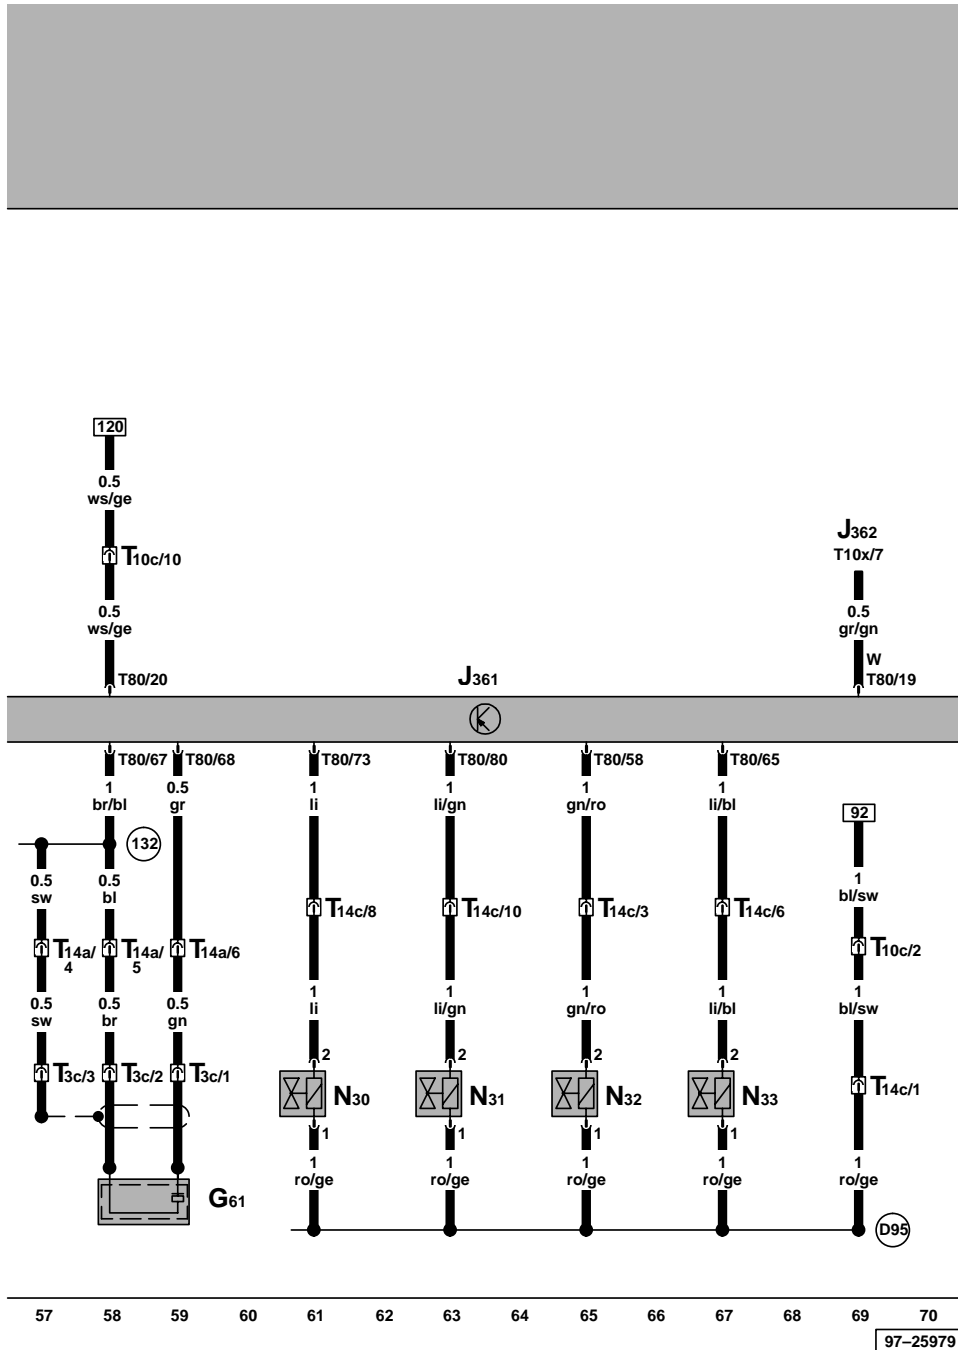 120
0.5
ws/ge
T10c/10
J362
T10x/7
0.5
ws/ge
0.5
gr/gn
W
T80/20
J361
T80/19
T80/67
T80/68
T80/73
T80/80
T80/58
T80/65
1
br/bl
0.5
gr
1
li
1
li/gn
1
gn/ro
1
li/bl
92
132
0.5
sw
0.5
bl
1
bl/sw
T14c/8
T14c/10
T14c/3
T14c/6
T14a/
4
T14a/
5
T14a/6
T10c/2
0.5
sw
0.5
br
0.5
gn
1
li
1
li/gn
1
gn/ro
1
li/bl
1
bl/sw
2
2
2
2
T3c/3
T3c/2
T3c/1
N30
N31
N32
N33
T14c/1
1
1
1
1
1
ro/ge
1
ro/ge
1
ro/ge
1
ro/ge
1
ro/ge
G61
D95
57 58 59 60 61 62 63 64 65 66 67 68 69 70
97–25979